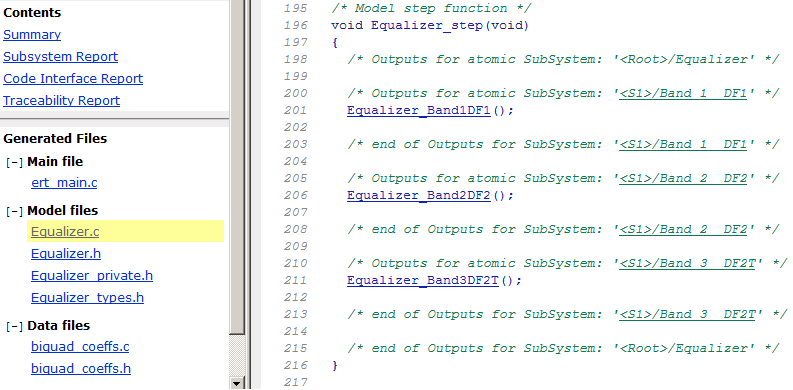 Contents
Summary
Subsystem Report
Code Interface Report
Traceability Report
Generated Files
[-] Main file
ert_main.c
[-] Model files
Equalizer.c
Equalizer.h
Equalizer_private.h
Equalizer_types.h
[-] Data files
biquad_coeffs.c
biquad_coeffs.h
195 /* Model step function */
196 void Equalizer_step(void)
197 {
198 /* Outputs for atomic SubSystem: '<Root>/Equalizer' */
199
200 /* Outputs for atomic SubSystem: '<S1>/Band 1  DF1' */
201 Equalizer_Band1DF1();
202
203 /* end of Outputs for SubSystem: '<S1>/Band 1  DF1' */
204
205 /* Outputs for atomic SubSystem: '<S1>/Band 2  DF2' */
206 Equalizer_Band2DF2();
207
208 /* end of Outputs for SubSystem: '<S1>/Band 2  DF2' */
209
210 /* Outputs for atomic SubSystem: '<S1>/Band 3  DF2T' */
211 Equalizer_Band3DF2T();
212
213 /* end of Outputs for SubSystem: '<S1>/Band 3  DF2T' */
214
215 /* end of Outputs for SubSystem: '<Root>/Equalizer' */
216 }
217